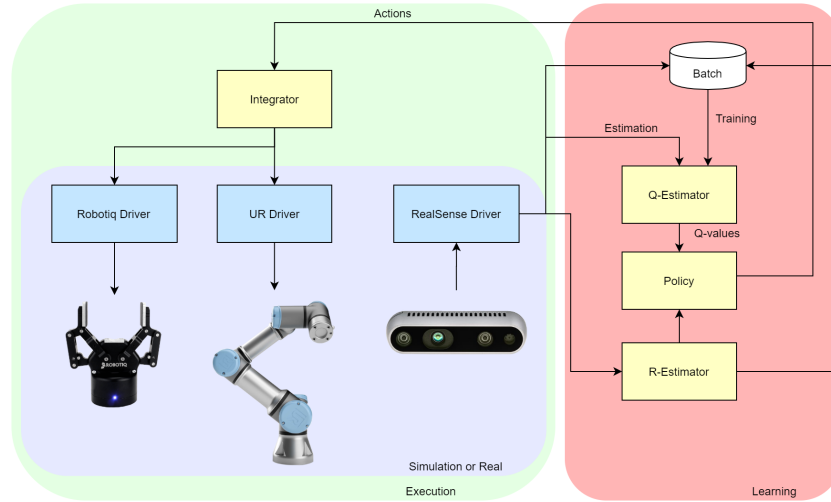 Actions
Batch
Integrator
Training
Estimation
Robotiq Driver
UR Driver
RealSense Driver
Q-Estimator
Q-values
Policy
ROBOTIQ
R-Estimator
Simulation or Real
Execution
Learning